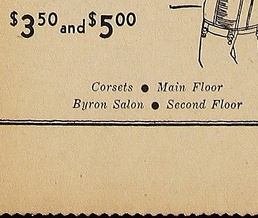 $3.50 and $5.00
Corsets ● Main Floor
Byron Salon ● Second Floor